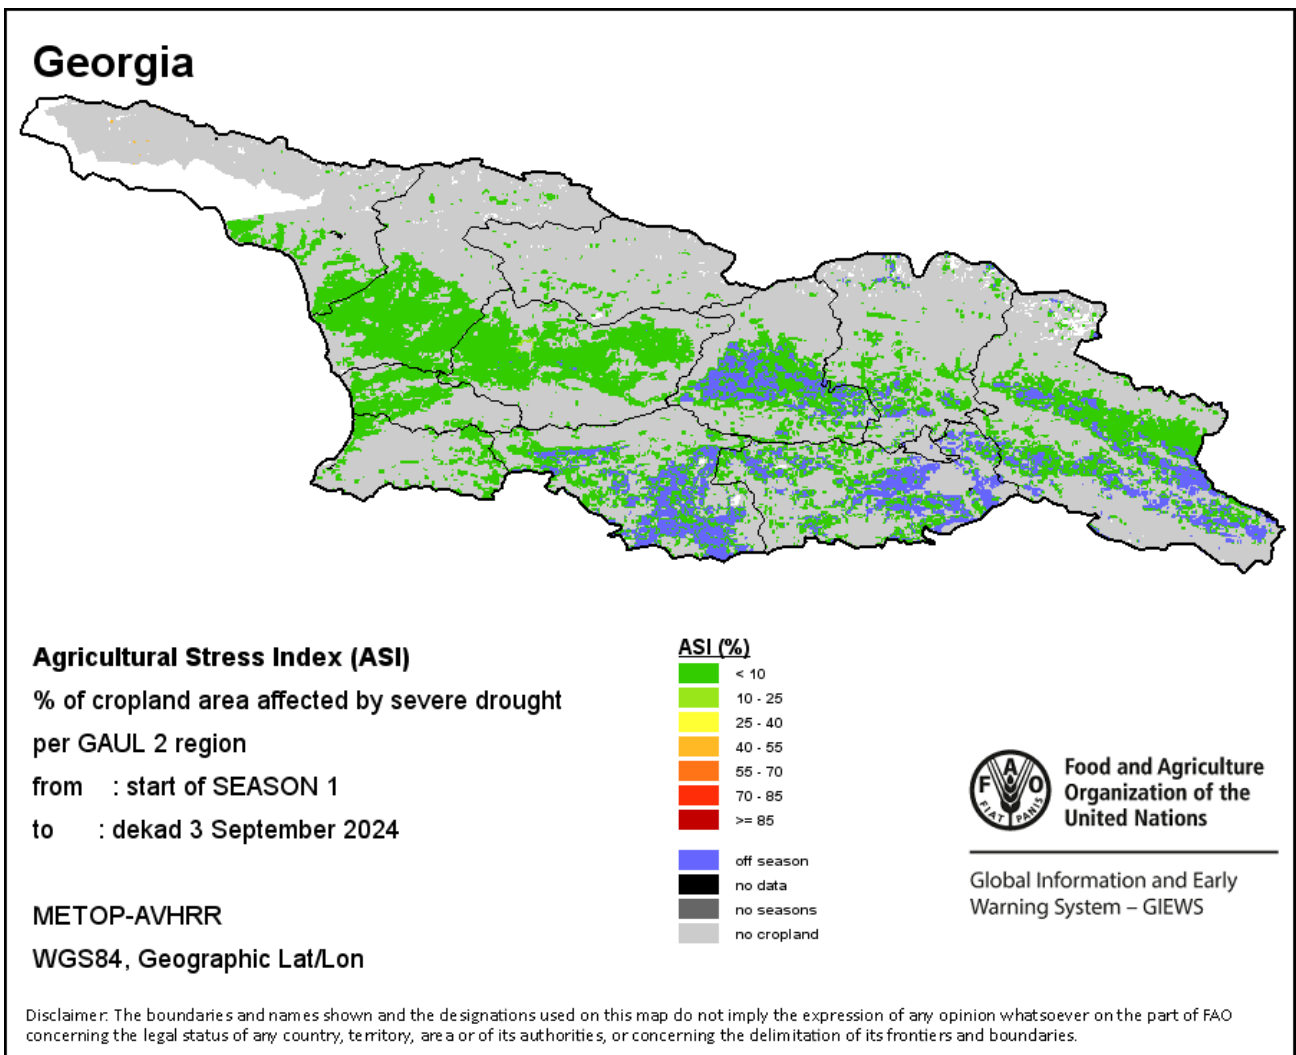 Georgia
Agricultural Stress Index (ASI)
% of cropland area affected by severe drought
per GAUL 2 region
from : start of SEASON 1
to : dekad 3 September 2024
METOP-AVHRR
WGS84, Geographic Lat/Lon
ASI (%)
< 10
10 - 25
25 - 40
40 - 55
55 - 70
70 - 85
>= 85
off season
no data
no seasons
no cropland
F A O
FIAT PANIS
Food and Agriculture
Organization of the
United Nations
Global Information and Early
Warning System – GIEWS
Disclaimer: The boundaries and names shown and the designations used on this map do not imply the expression of any opinion whatsoever on the part of FAO
concerning the legal status of any country, territory, area or of its authorities, or concerning the delimitation of its frontiers and boundaries.